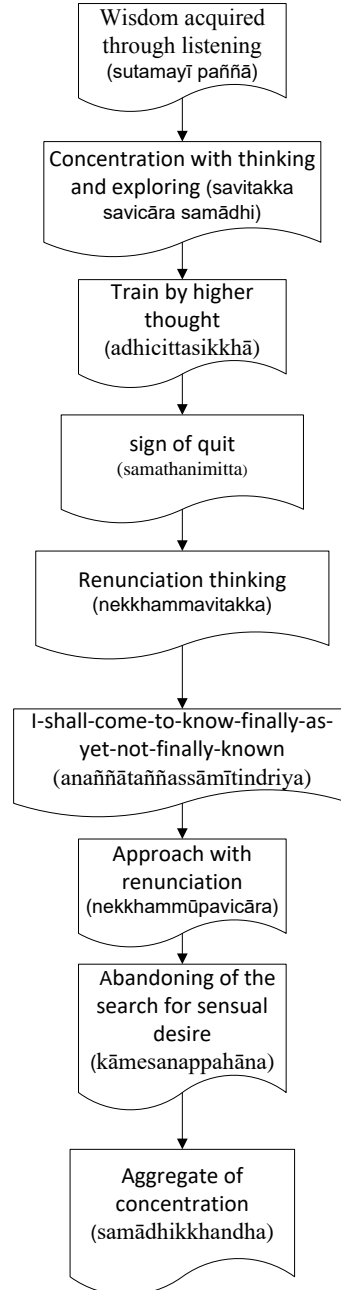 Wisdom acquired
through listening
(sutamayī paññā)
Concentration with thinking
and exploring (savitakka
savicāra samādhi)
Train by higher
thought
(adhicittasikkhā)
sign of quit
(samathanimitta)
Renunciation thinking
(nekkhammavitakka)
I-shall-come-to-know-finally-as-
yet-not-finally-known
(anaññātaññassāmītindriya)
Approach with
renunciation
(nekkhammūpavicāra)
Abandoning of the
search for sensual
desire
(kāmesanappahāna)
Aggregate of
concentration
(samādhikkhandha)